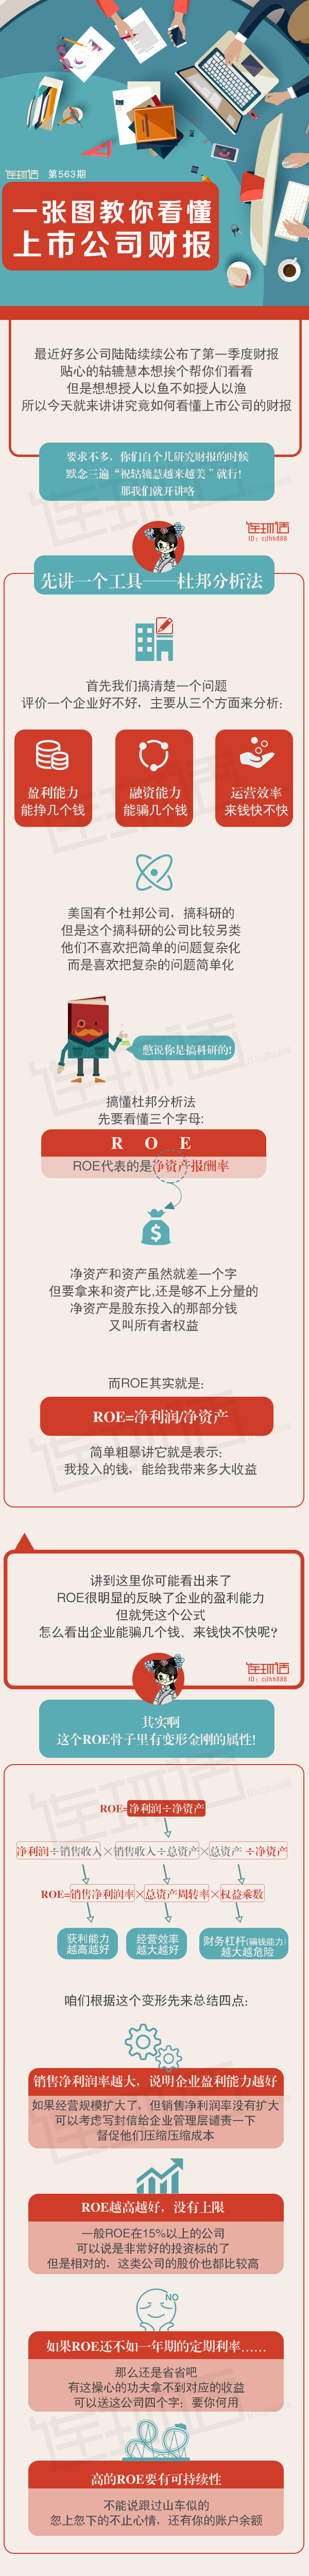 连环话 第563期
一张图教你看懂
上市公司财报
最近好多公司陆陆续续公布了第一季度财报
贴心的轱辘慧本想挨个帮你们看看
但是想想授人以鱼不如授人以渔
所以今天就来讲讲究竟如何看懂上市公司的财报
要求不多，你们自个儿研究财报的时候
默念三遍“祝轱辘慧越来越美”就行！
那我们就开讲咯
连环话
ID：cjlhh888
先讲一个工具——杜邦分析法
首先我们搞清楚一个问题
评价一个企业好不好，主要从三个方面来分析:
盈利能力
能挣几个钱
融资能力
能骗几个钱
运营效率
来钱快不快
美国有个杜邦公司，搞科研的
但是这个搞科研的公司比较另类
他们不喜欢把简单的问题复杂化
而是喜欢把复杂的问题简单化
憋说你是搞科研的!
搞懂杜邦分析法
先要看懂三个字母:
R O E
ROE代表的是净资产报酬率
净资产和资产虽然就差一个字
但要拿来和资产比,还是够不上分量的
净资产是股东投入的那部分钱
又叫所有者权益
而ROE其实就是:
ROE=净利润/净资产
简单粗暴讲它就是表示:
我投入的钱，能给我带来多大收益
讲到这里你可能看出来了
ROE很明显的反映了企业的盈利能力
但就凭这个公式
怎么看出企业能骗几个钱、来钱快不快呢?
连环话
ID：cjlhh888
其实啊
这个ROE骨子里有变形金刚的属性!
ROE=净利润÷净资产
净利润÷销售收入×销售收入÷总资产×总资产 ÷净资产
ROE=销售净利润率×总资产周转率×权益乘数
获利能力
越高越好
经营效率
越大越好
财务杠杆(骗钱能力)
越大越危险
咱们根据这个变形先来总结四点:
销售净利润率越大，说明企业盈利能力越好
如果经营规模扩大了，但销售净利润率没有扩大
可以考虑写封信给企业管理层谴责一下
督促他们压缩压缩成本
ROE越高越好，没有上限
一般ROE在15%以上的公司
可以说是非常好的投资标的了
但是相对的，这类公司的股价也都比较高
NO
如果ROE还不如一年期的定期利率……
那么还是省省吧
有这操心的功夫拿不到对应的收益
可以送这公司四个字：要你何用
高的ROE要有可持续性
不能说跟过山车似的
忽上忽下的不止心情，还有你的账户余额